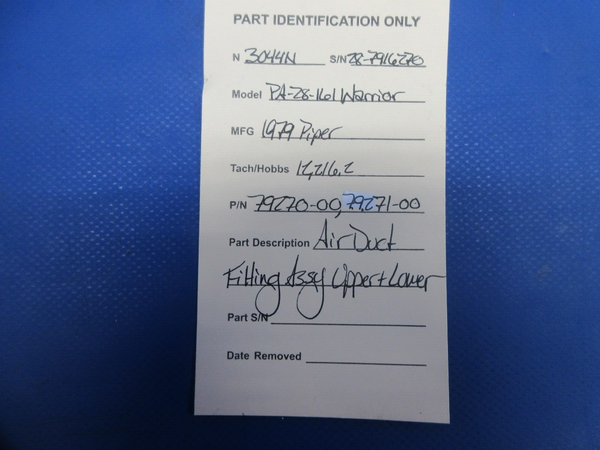 PART IDENTIFICATION ONLY
N 3044N S/N 28-7916270
Model PA-28-161 Warrior
MFG 1979 Piper
Tach/Hobbs 12,216.2
P/N 79270-00, 79271-00
Part Description Air Duct
Fitting Assy Upper + Lower
Part S/N
Date Removed